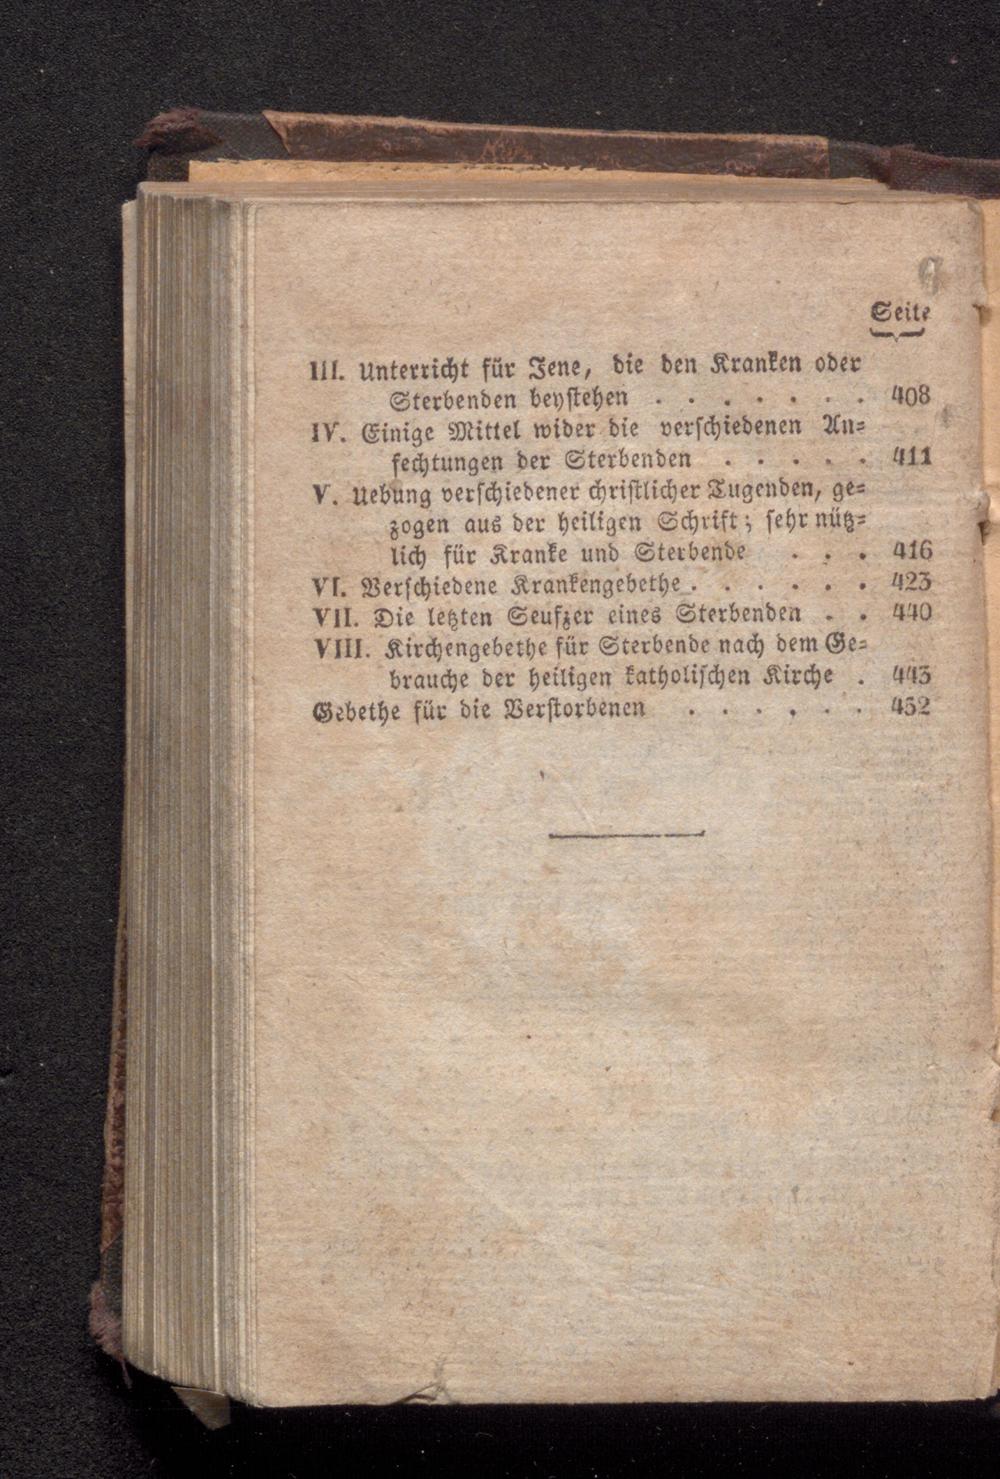 Seite
III. Unterricht für Jene, die den Kranken oder
Sterbenden beystehen . . . . . . . 408
IV. Einige Mittel wider die verschiedenen An=
fechtungen der Sterbenden . . . . . 411
V. Uebung verschiedener christlicher Tugenden, ge=
zogen aus der heiligen Schrift; sehr nütz=
lich für Kranke und Sterbende . . . 416
VI. Verschiedene Krankengebethe . . . . . . 423
VII. Die letzten Seufzer eines Sterbenden . . 440
VIII. Kirchengebethe für Sterbende nach dem Ge=
brauche der heiligen katholischen Kirche . 443
Gebethe für die Verstorbenen . . . . . . 452